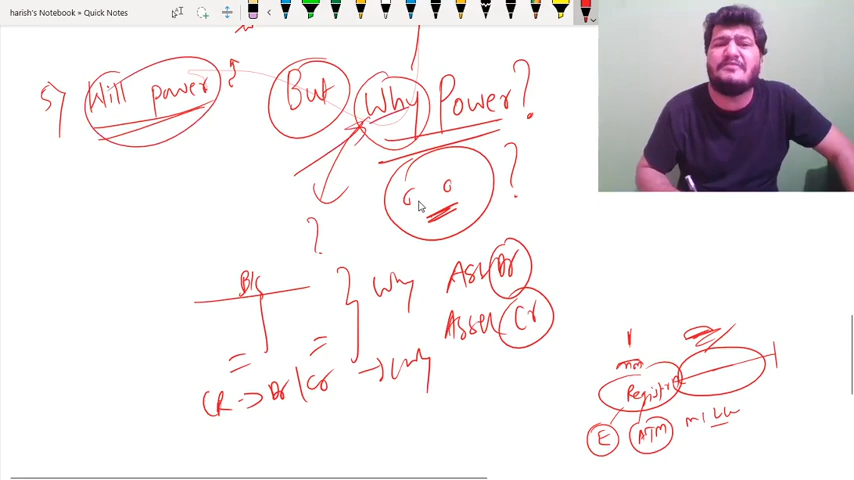 harish's Notebook » Quick Notes
5) Will power But Why Power?
?
?
B/S
Why Asset Dr
Asset Cr
CR → Dr / Cr → Why
E ATM